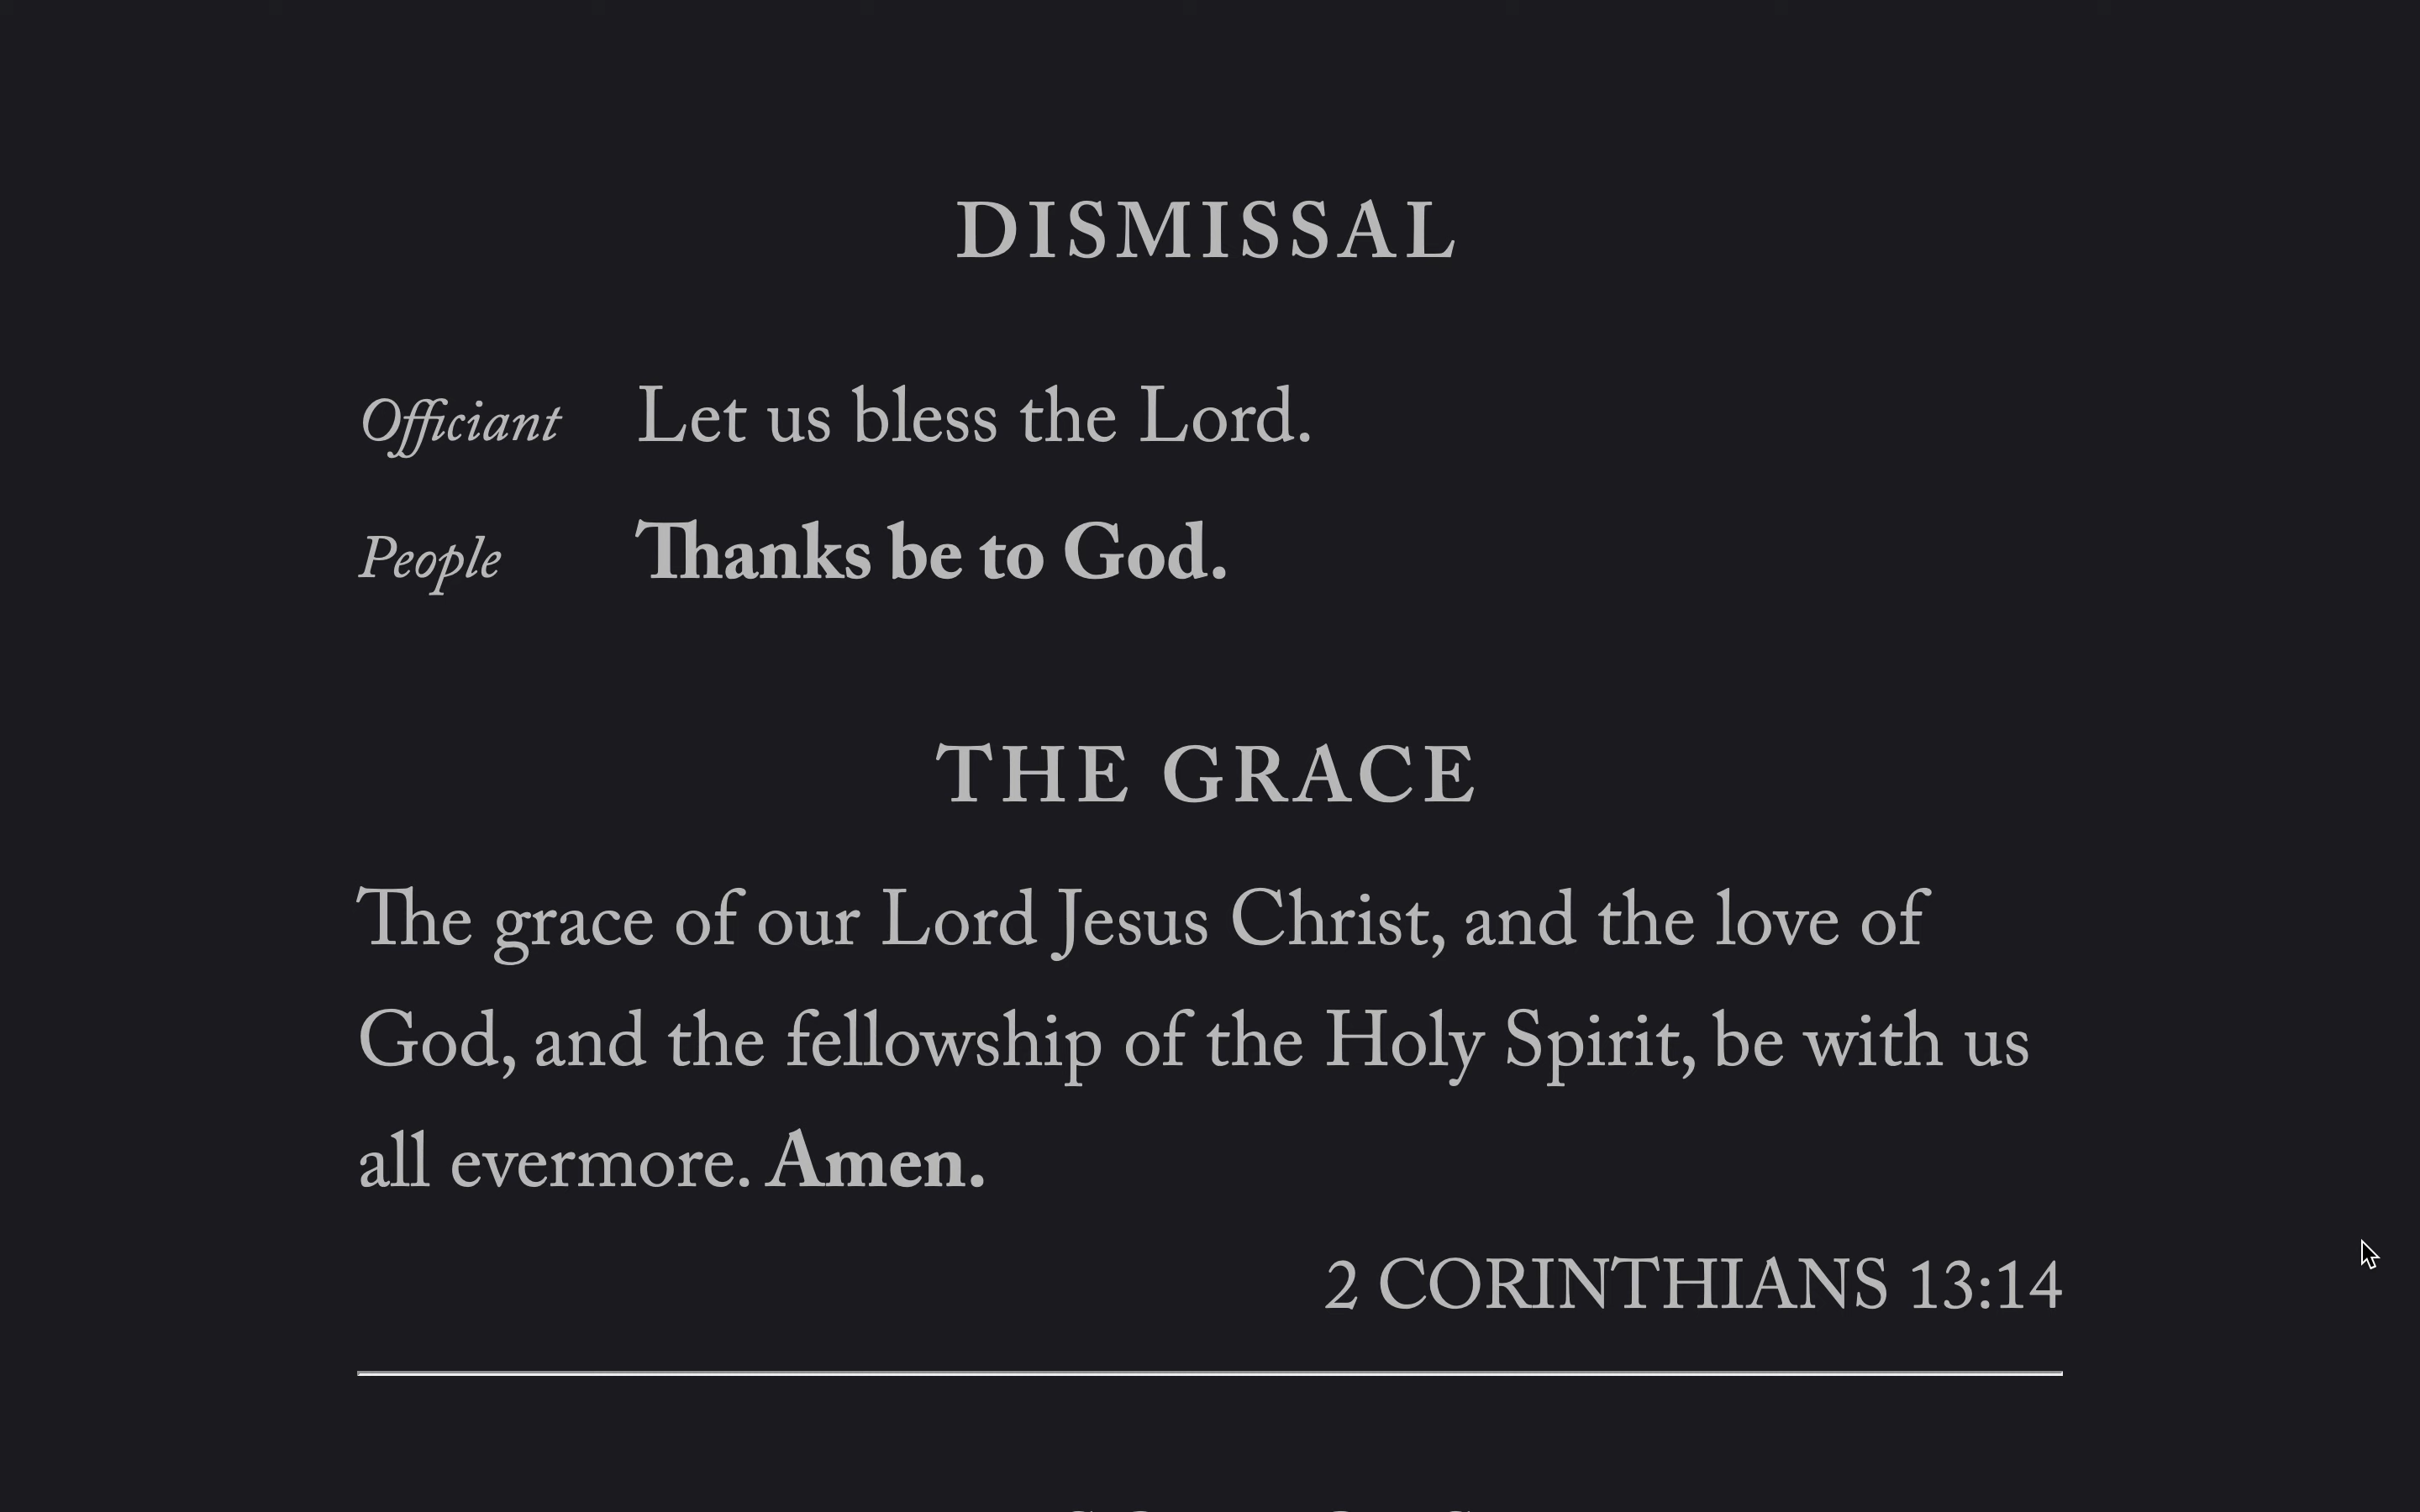 DISMISSAL
Officiant Let us bless the Lord.
People Thanks be to God.
THE GRACE
The grace of our Lord Jesus Christ, and the love of
God, and the fellowship of the Holy Spirit, be with us
all evermore. Amen.
2 CORINTHIANS 13:14